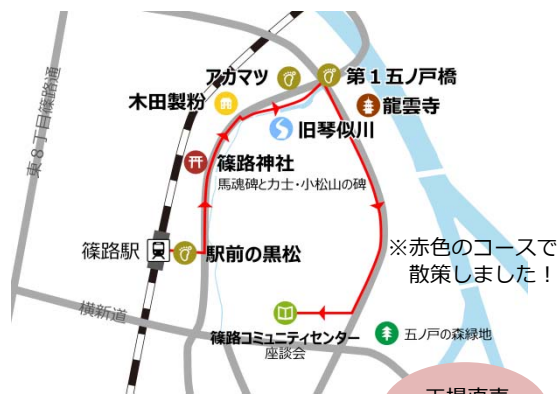 アカマツ
第１五ノ戸橋
木田製粉
龍雲寺
旧琴似川
東８丁目篠路通
篠路神社
馬魂碑と力士・小松山の碑
篠路駅
駅前の黒松
※赤色のコースで
散策しました！
横新道
篠路コミュニティセンター
座談会
五ノ戸の森緑地